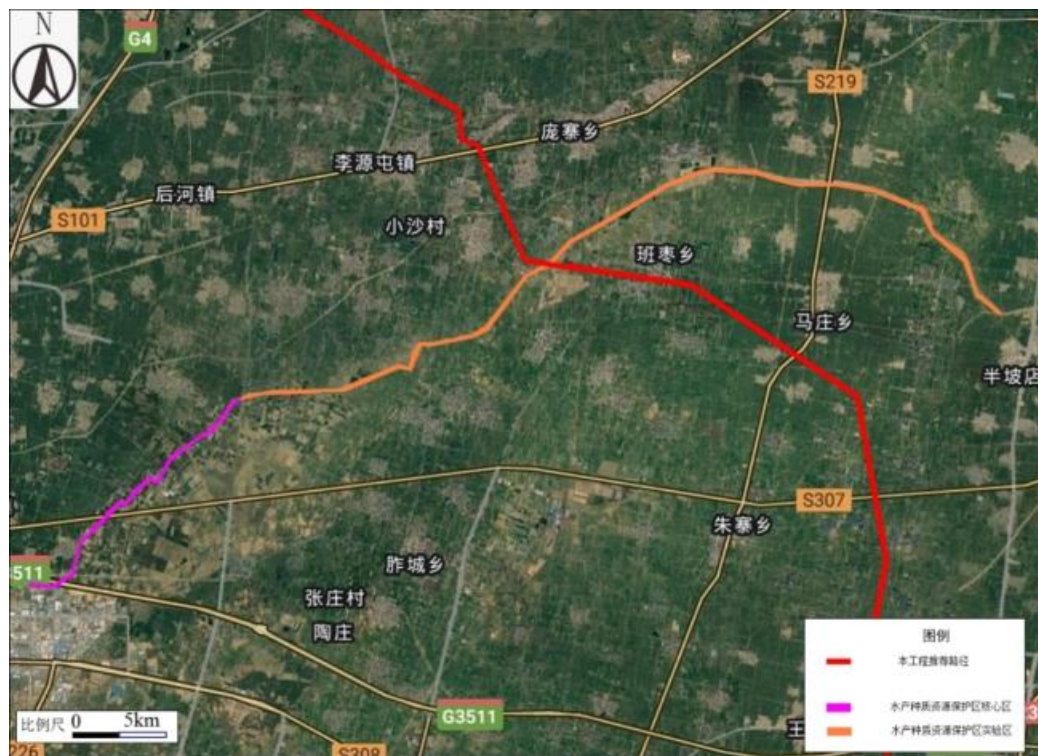 N
G4
S219
庞寨乡
李源屯镇
后河镇
S101
小沙村
班枣乡
马庄乡
半坡店
S307
朱寨乡
511
胙城乡
张庄村
陶庄
图例
本工程推荐路径
水产种质资源保护区核心区
水产种质资源保护区实验区
比例尺 0 5km
G3511
王
3
226
S308